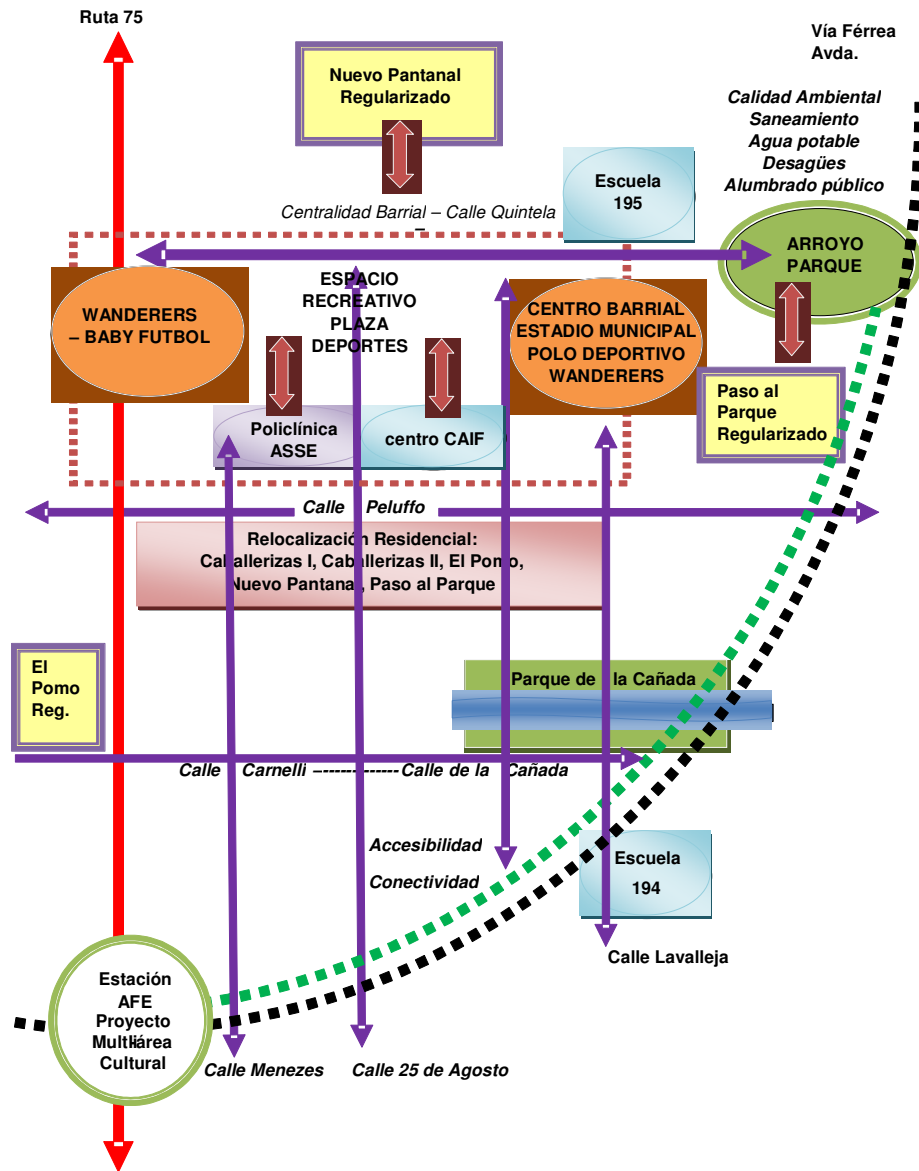 Ruta 75
Vía Férrea
Avda.
Nuevo Pantanal
Regularizado
Calidad Ambiental
Saneamiento
Agua potable
Desagües
Alumbrado público
Escuela
195
Centralidad Barrial – Calle Quintela
–
ARROYO
PARQUE
WANDERERS
– BABY FUTBOL
ESPACIO
RECREATIVO
PLAZA
DEPORTES
CENTRO BARRIAL
ESTADIO MUNICIPAL
POLO DEPORTIVO
WANDERERS
Paso al
Parque
Regularizado
Policlínica
ASSE
centro CAIF
Calle Peluffo
Relocalización Residencial:
Caballerizas I, Caballerizas II, El Pomo,
Nuevo Pantanal, Paso al Parque
El
Pomo
Reg.
Parque de la Cañada
Calle Carnelli –------------– Calle de la Cañada
Accesibilidad
Conectividad
Escuela
194
Calle Lavalleja
Estación
AFE
Proyecto
Multiárea
Cultural
Calle Menezes
Calle 25 de Agosto